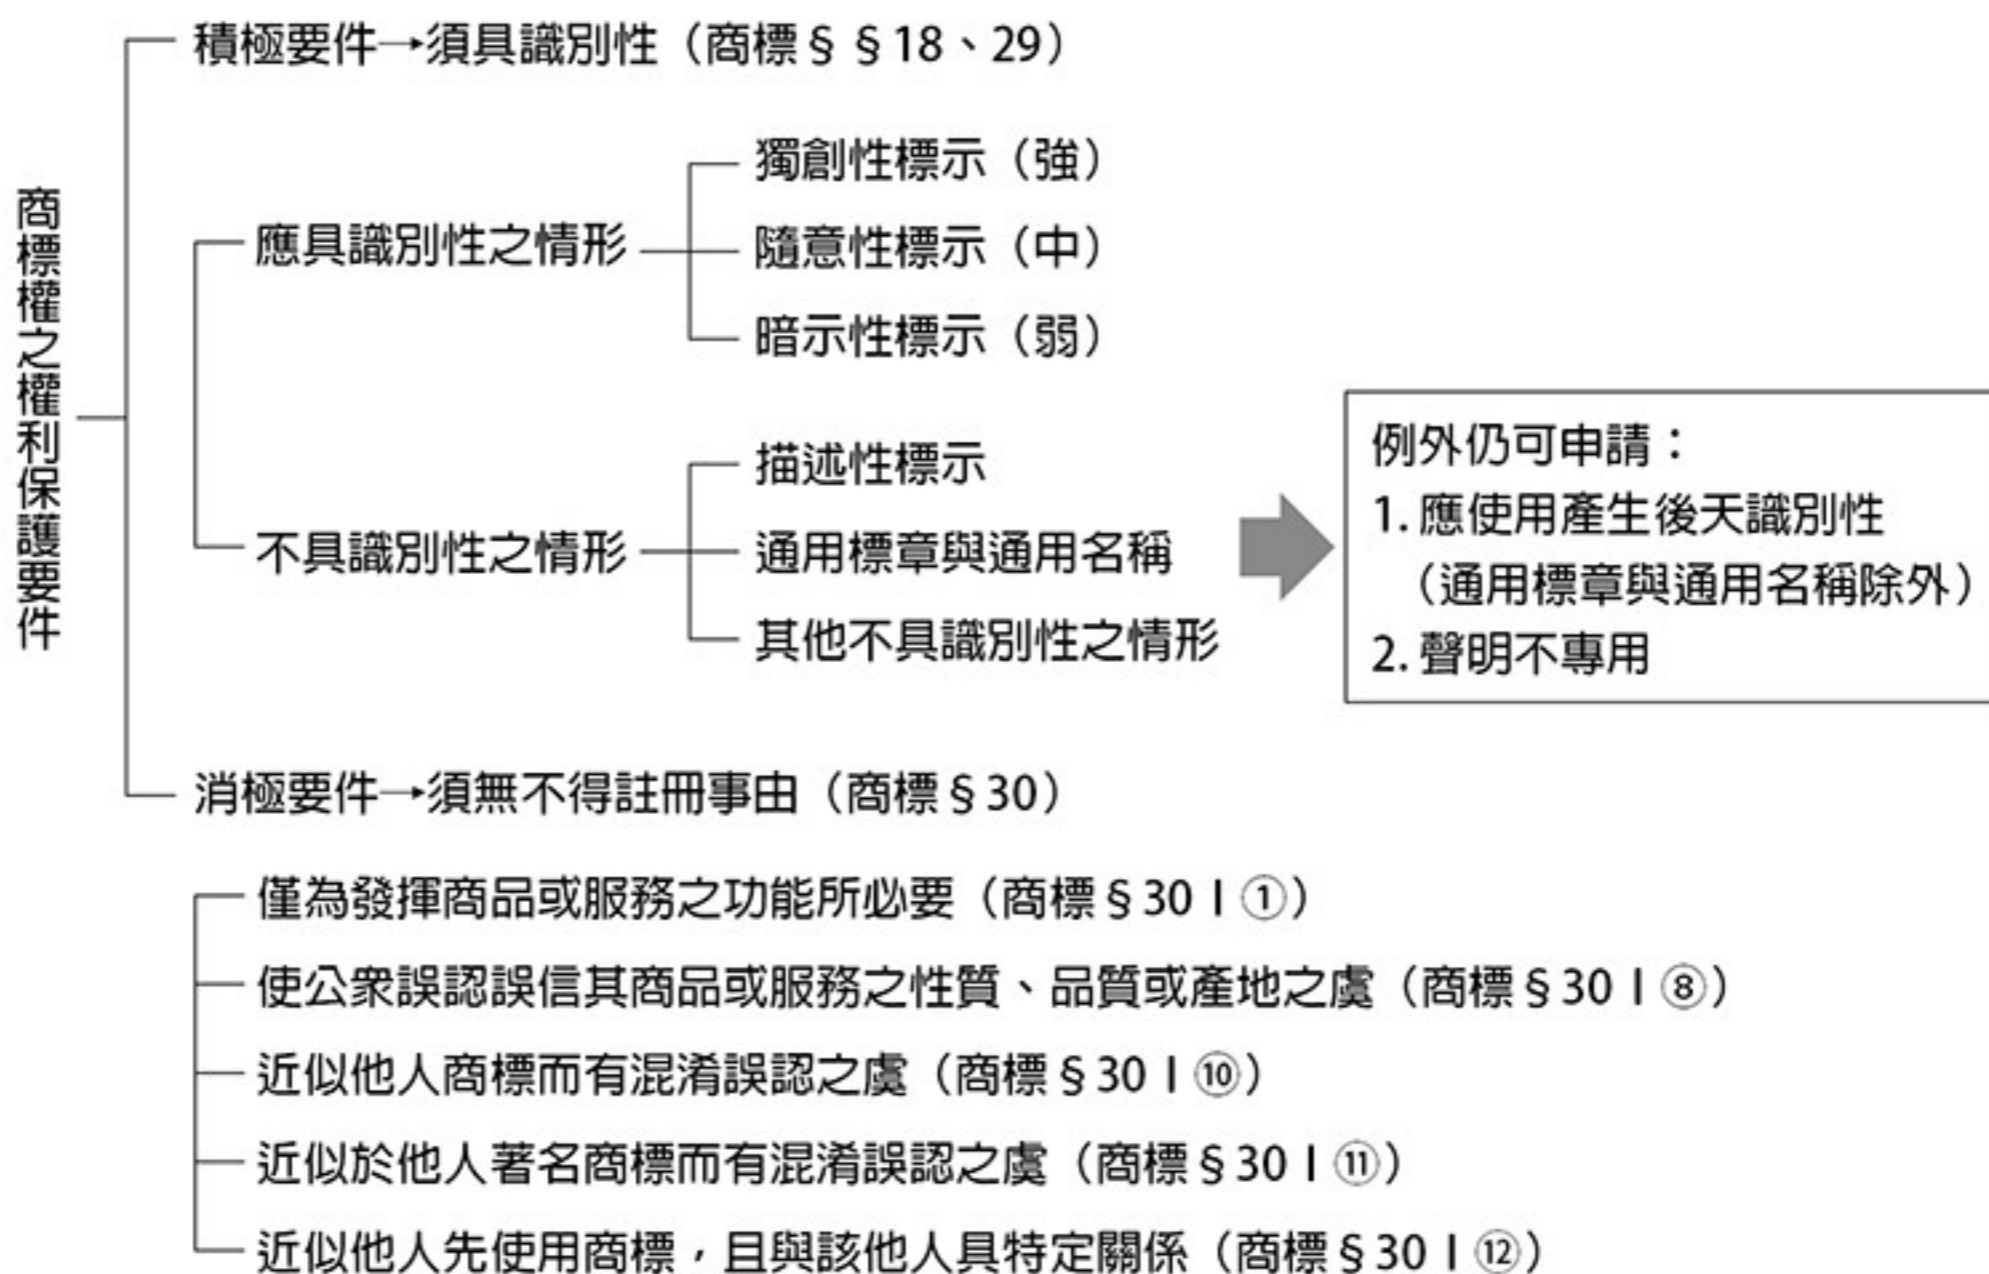 商標權之權利保護要件
積極要件→須具識別性（商標§§18、29）
應具識別性之情形
獨創性標示（強）
隨意性標示（中）
暗示性標示（弱）
不具識別性之情形
描述性標示
通用標章與通用名稱
其他不具識別性之情形
例外仍可申請：
1. 應使用產生後天識別性
（通用標章與通用名稱除外）
2. 聲明不專用
消極要件→須無不得註冊事由（商標§30）
僅為發揮商品或服務之功能所必要（商標§30 I ①）
使公眾誤認誤信其商品或服務之性質、品質或產地之虞（商標§30 I ⑧）
近似他人商標而有混淆誤認之虞（商標§30 I ⑩）
近似於他人著名商標而有混淆誤認之虞（商標§30 I ⑪）
近似他人先使用商標，且與該他人具特定關係（商標§30 I ⑫）